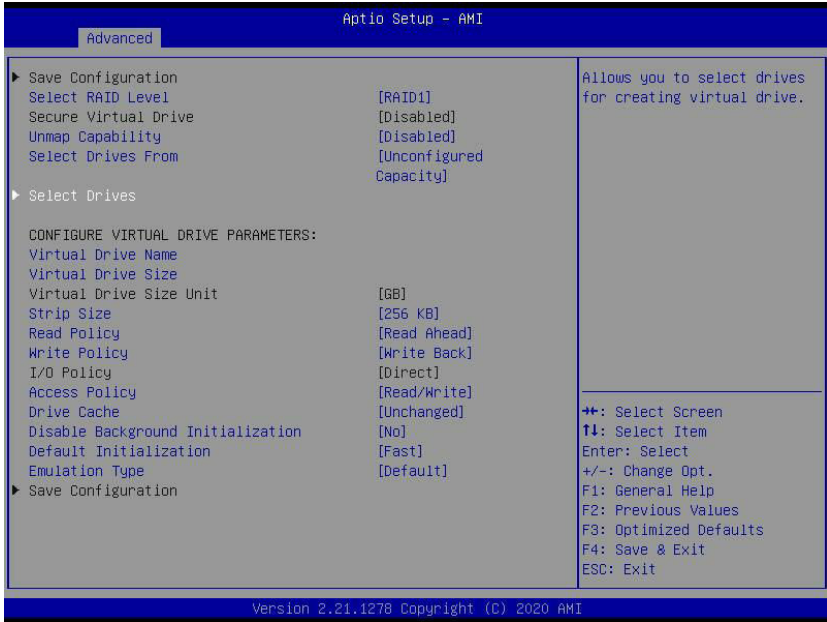 Aptio Setup – AMI
Advanced
▶ Save Configuration
Select RAID Level [RAID1]
Secure Virtual Drive [Disabled]
Unmap Capability [Disabled]
Select Drives From [Unconfigured
Capacity]
▶ Select Drives
CONFIGURE VIRTUAL DRIVE PARAMETERS:
Virtual Drive Name
Virtual Drive Size
Virtual Drive Size Unit [GB]
Strip Size [256 KB]
Read Policy [Read Ahead]
Write Policy [Write Back]
I/O Policy [Direct]
Access Policy [Read/Write]
Drive Cache [Unchanged]
Disable Background Initialization [No]
Default Initialization [Fast]
Emulation Type [Default]
▶ Save Configuration
Allows you to select drives
for creating virtual drive.
→←: Select Screen
↑↓: Select Item
Enter: Select
+/-: Change Opt.
F1: General Help
F2: Previous Values
F3: Optimized Defaults
F4: Save & Exit
ESC: Exit
Version 2.21.1278 Copyright (C) 2020 AMI